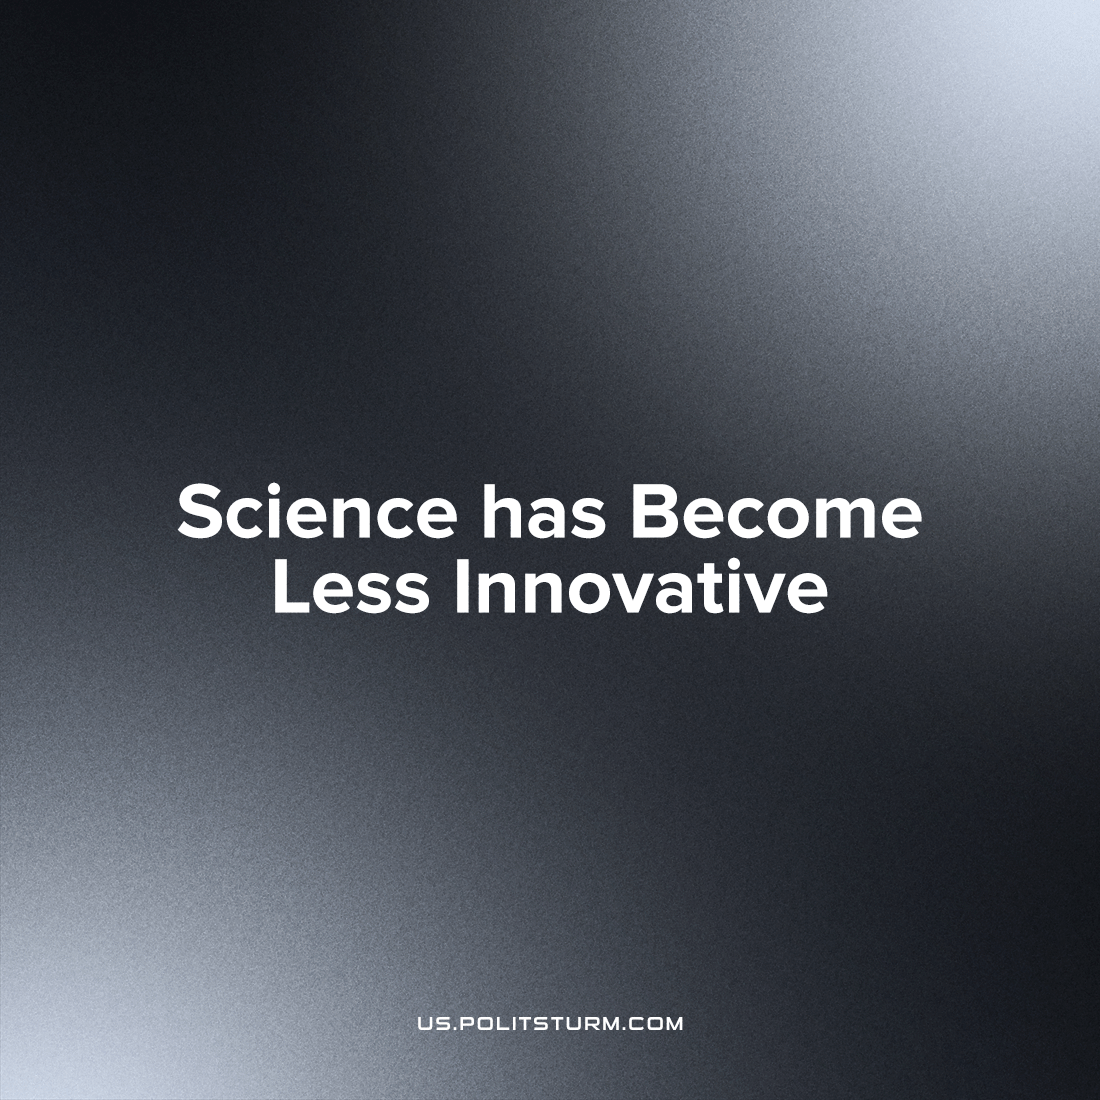 Science has Become
Less Innovative
US.POLITSTURM.COM